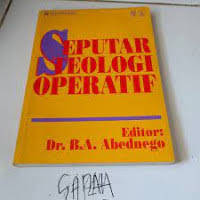 SEPUTAR
TEOLOGI
OPERATIF
Editor:
Dr. B.A. Abednego